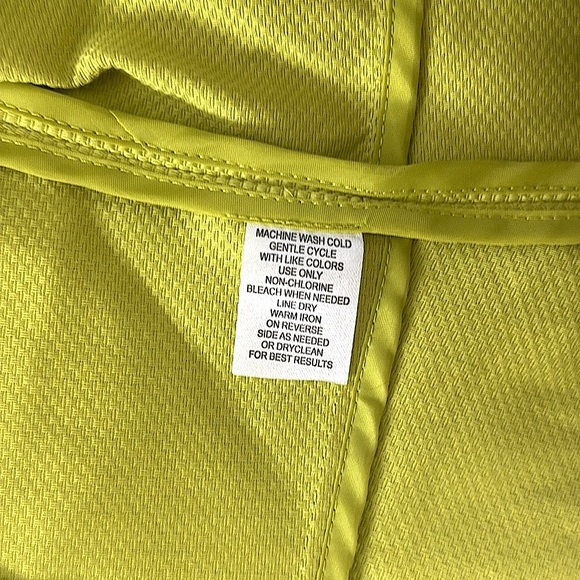 MACHINE WASH COLD
GENTLE CYCLE
WITH LIKE COLORS
USE ONLY
NON-CHLORINE
BLEACH WHEN NEEDED
LINE DRY
WARM IRON
ON REVERSE
SIDE AS NEEDED
OR DRYCLEAN
FOR BEST RESULTS